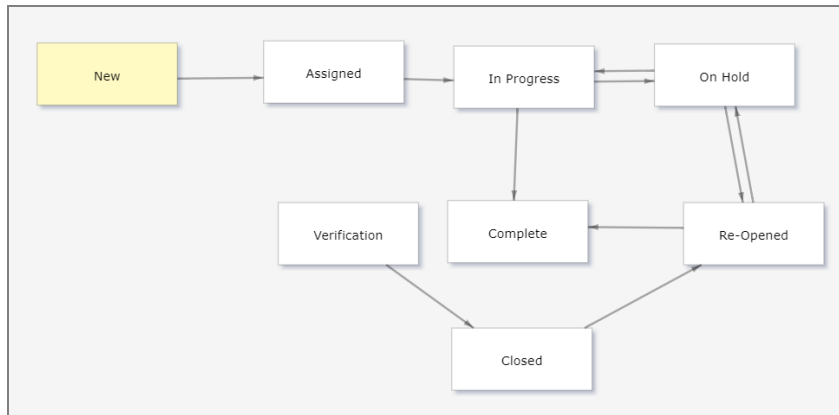 New
Assigned
In Progress
On Hold
Verification
Complete
Re-Opened
Closed